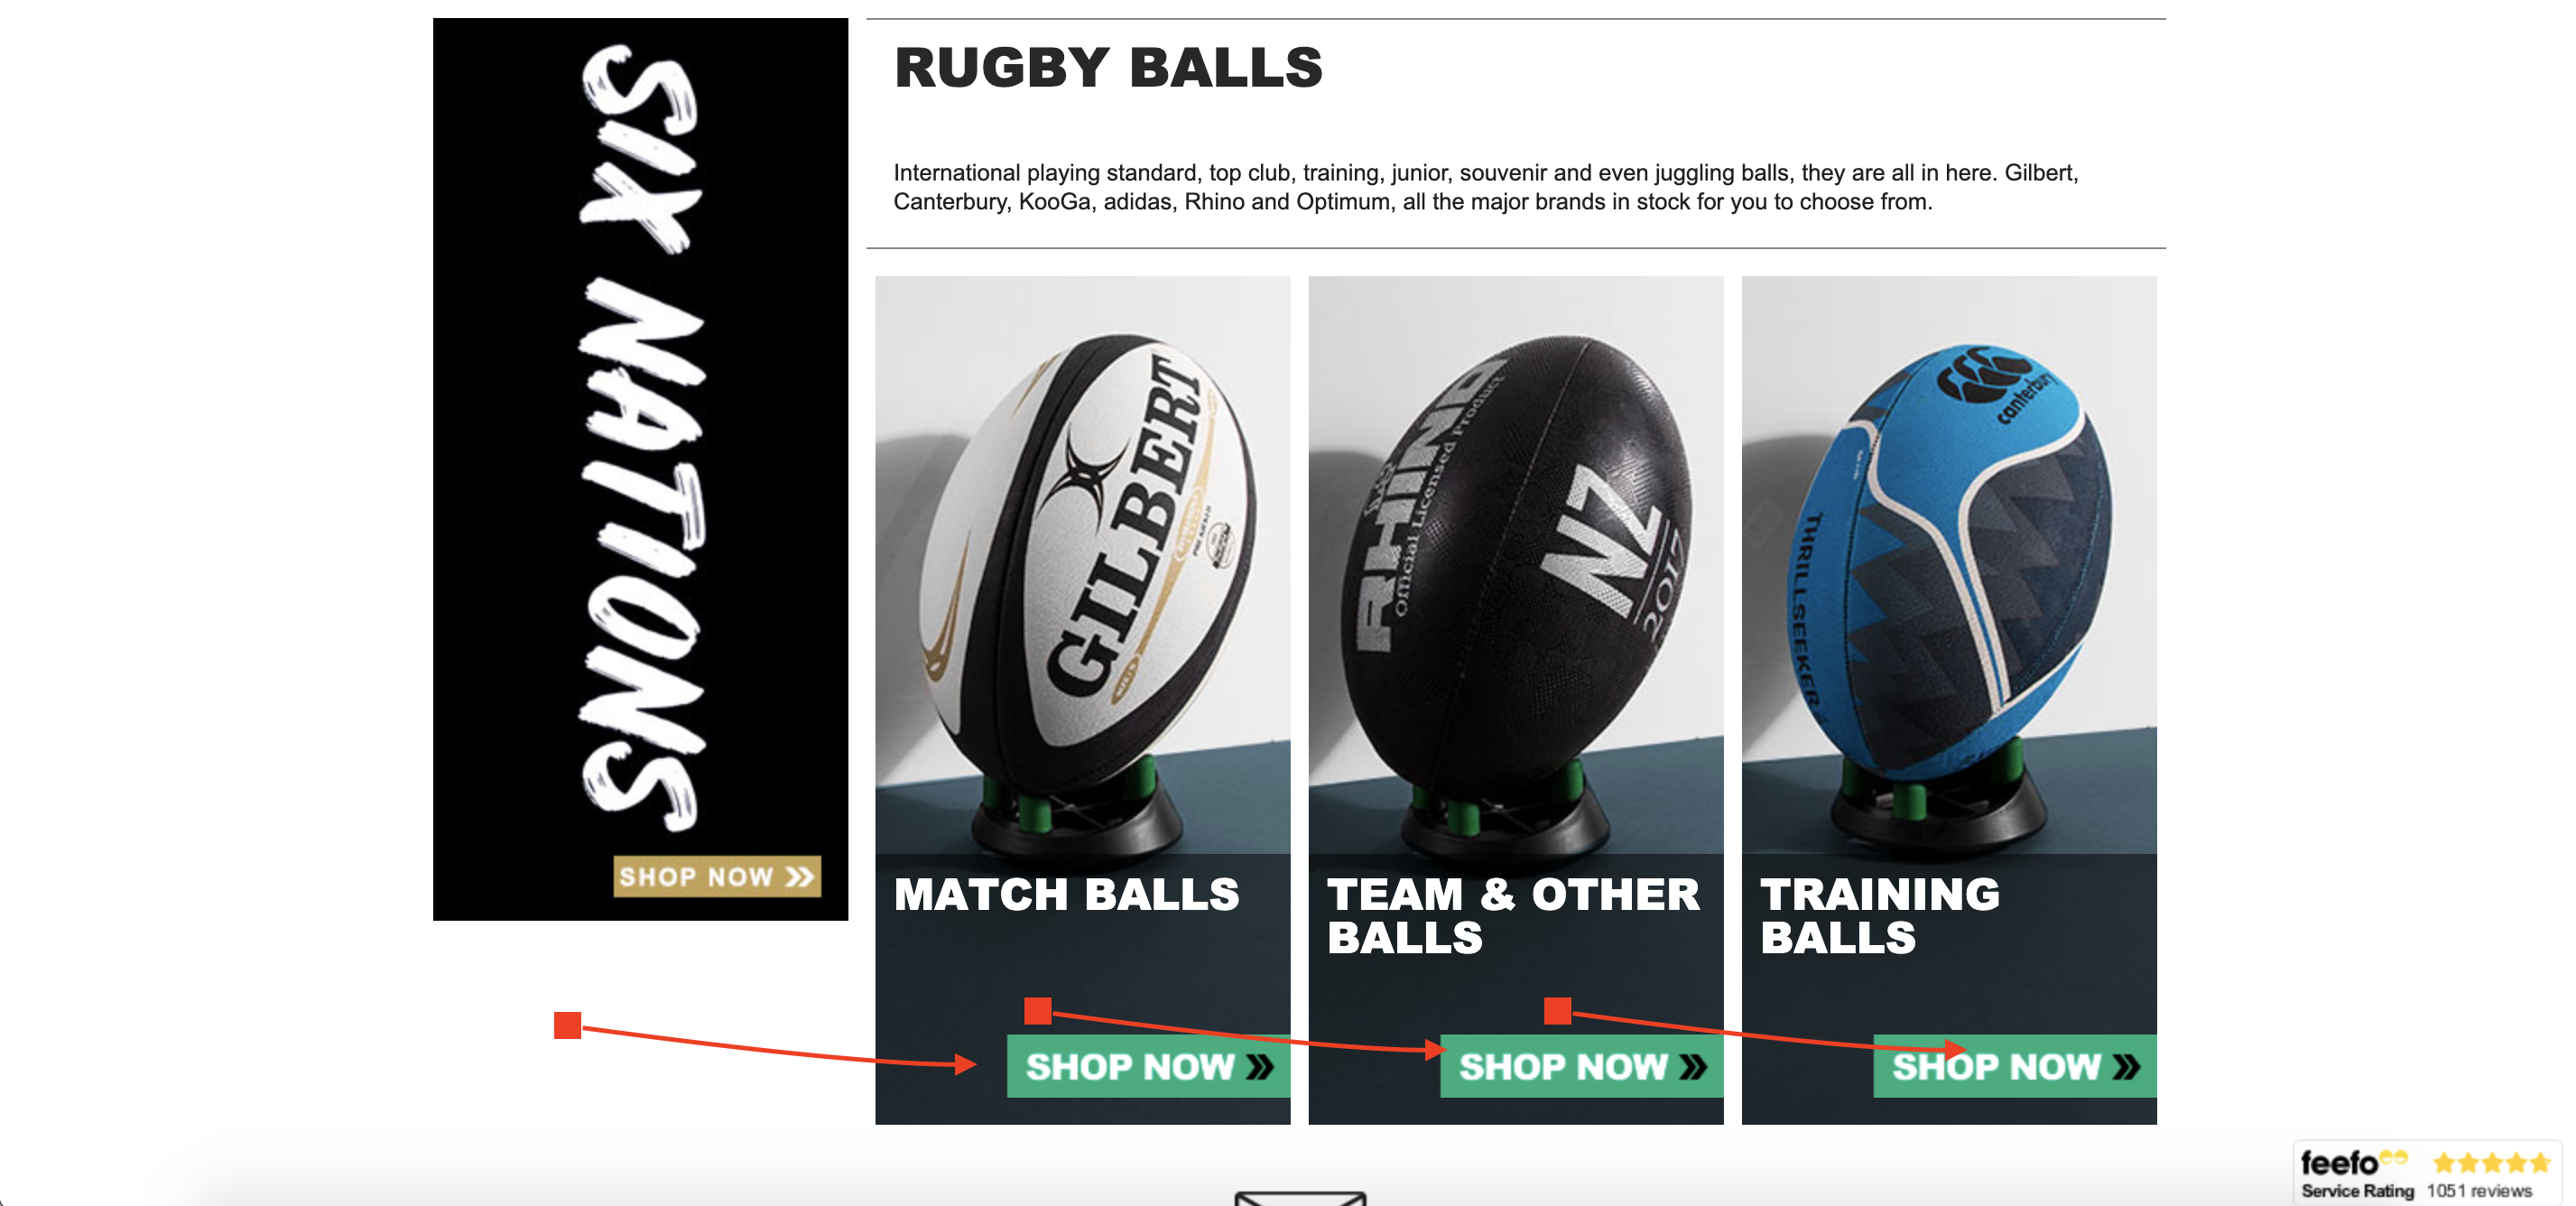 SIX NATIONS
SHOP NOW »
RUGBY BALLS
International playing standard, top club, training, junior, souvenir and even juggling balls, they are all in here. Gilbert,
Canterbury, KooGa, adidas, Rhino and Optimum, all the major brands in stock for you to choose from.
GILBERT
MATCH BALLS
SHOP NOW »
RHINO
Official Licensed Product
NZ
2017
TEAM & OTHER
BALLS
SHOP NOW »
canterbury
THRILLSEEKER
TRAINING
BALLS
SHOP NOW »
feefo
Service Rating 1051 reviews